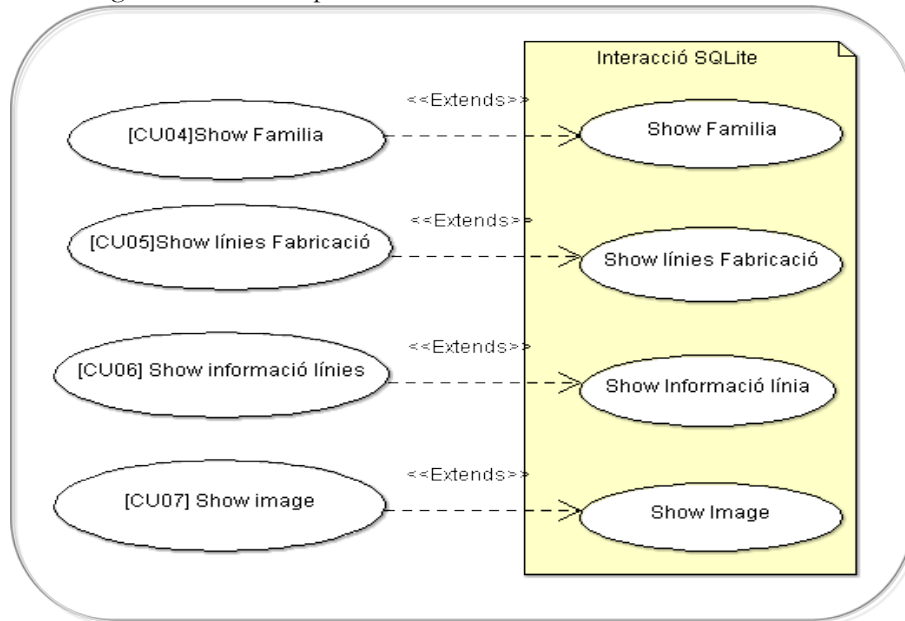 Interacció SQLite
<<Extends>>
[CU04]Show Familia
Show Familia
<<Extends>>
[CU05]Show línies Fabricació
Show línies Fabricació
<<Extends>>
[CU06] Show informació línies
Show Informació línia
<<Extends>>
[CU07] Show image
Show Image